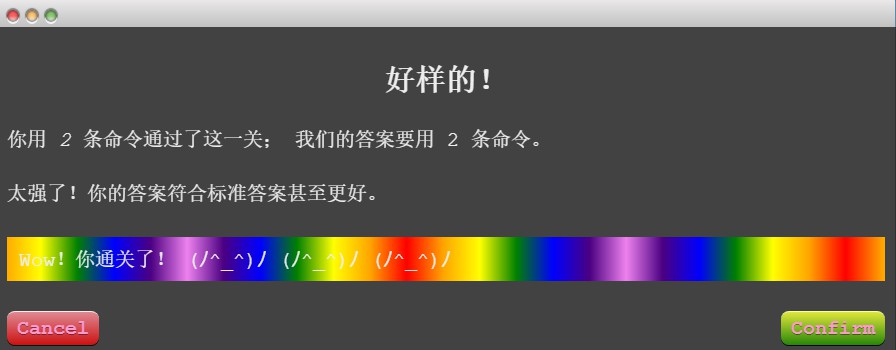 好样的!
你用 2 条命令通过了这一关; 我们的答案要用 2 条命令。
太强了! 你的答案符合标准答案甚至更好。
Wow! 你通关了! (ﾉ^_^)ﾉ (ﾉ^_^)ﾉ (ﾉ^_^)ﾉ
Cancel
Confirm